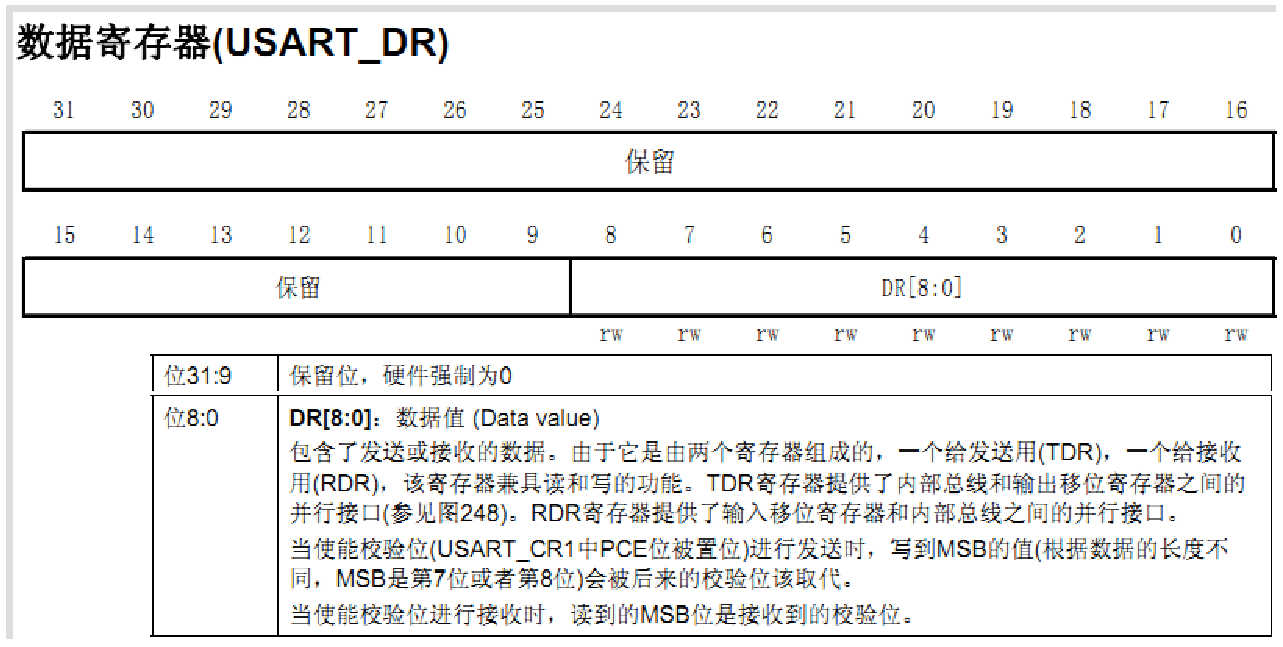 数据寄存器(USART_DR)
31 30 29 28 27 26 25 24 23 22 21 20 19 18 17 16
保留
15 14 13 12 11 10 9 8 7 6 5 4 3 2 1 0
保留 DR[8:0]
rw rw rw rw rw rw rw rw rw
位31:9 保留位，硬件强制为0
位8:0 DR[8:0]：数据值 (Data value)
包含了发送或接收的数据。由于它是由两个寄存器组成的，一个给发送用(TDR)，一个给接收
用(RDR)，该寄存器兼具读和写的功能。TDR寄存器提供了内部总线和输出移位寄存器之间的
并行接口(参见图248)。RDR寄存器提供了输入移位寄存器和内部总线之间的并行接口。
当使能校验位(USART_CR1中PCE位被置位)进行发送时，写到MSB的值(根据数据的长度不
同，MSB是第7位或者第8位)会被后来的校验位该取代。
当使能校验位进行接收时，读到的MSB位是接收到的校验位。